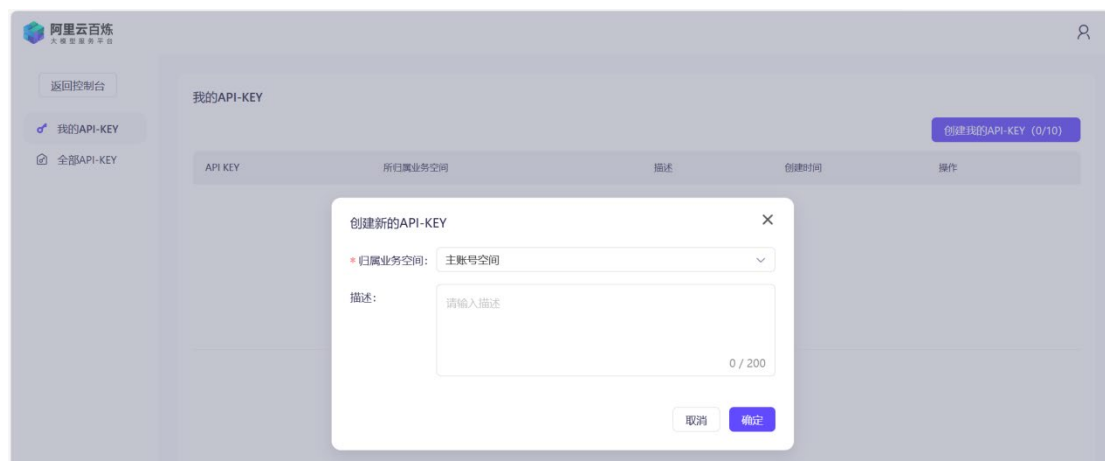 阿里云百炼
大模型服务平台
返回控制台
我的API-KEY
我的API-KEY
创建我的API-KEY（0/10）
全部API-KEY
API KEY 所归属业务空间 描述 创建时间 操作
创建新的API-KEY
* 归属业务空间： 主账号空间
描述： 请输入描述
0 / 200
取消 确定